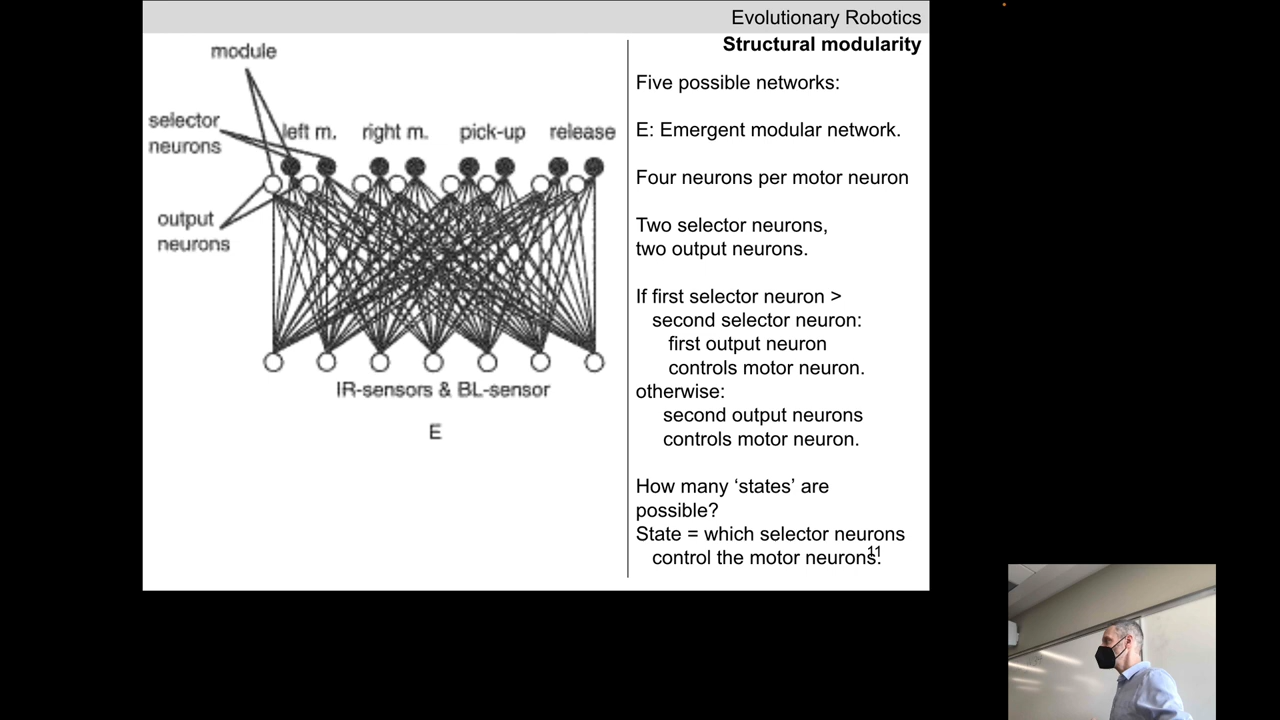 Evolutionary Robotics
Structural modularity
module
selector
neurons
left m.
right m.
pick-up
release
output
neurons
IR-sensors & BL-sensor
E
Five possible networks:
E: Emergent modular network.
Four neurons per motor neuron
Two selector neurons,
two output neurons.
If first selector neuron >
second selector neuron:
first output neuron
controls motor neuron.
otherwise:
second output neurons
controls motor neuron.
How many ‘states’ are
possible?
State = which selector neurons
control the motor neurons.
11